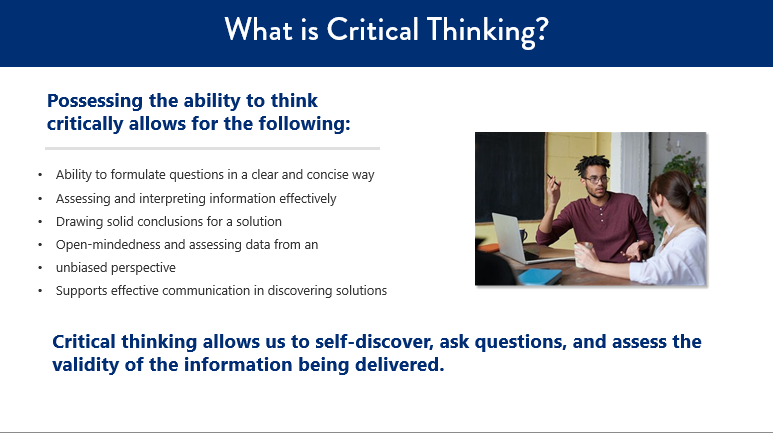 What is Critical Thinking?
Possessing the ability to think
critically allows for the following:
• Ability to formulate questions in a clear and concise way
• Assessing and interpreting information effectively
• Drawing solid conclusions for a solution
• Open-mindedness and assessing data from an
• unbiased perspective
• Supports effective communication in discovering solutions
Critical thinking allows us to self-discover, ask questions, and assess the
validity of the information being delivered.